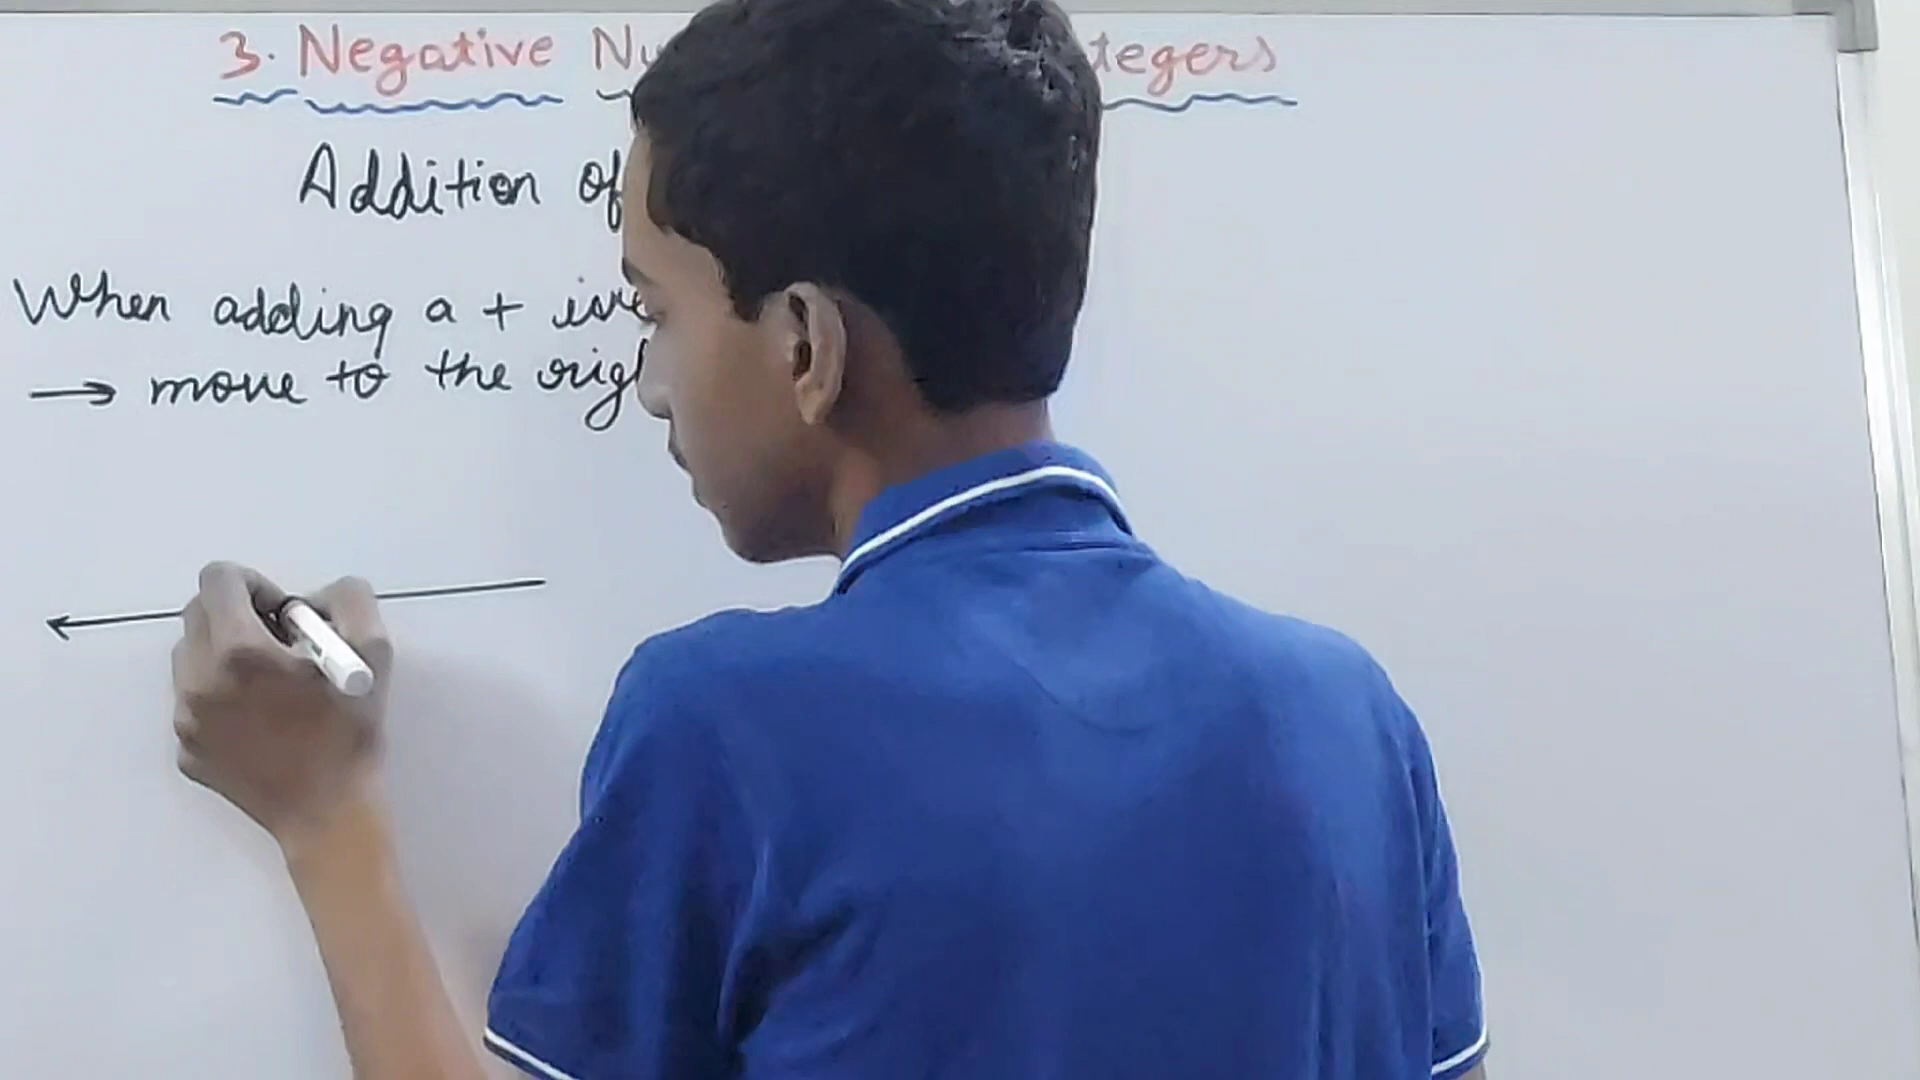 3. Negative Nu tegers
Addition of
When adding a + ive
→ move to the righ